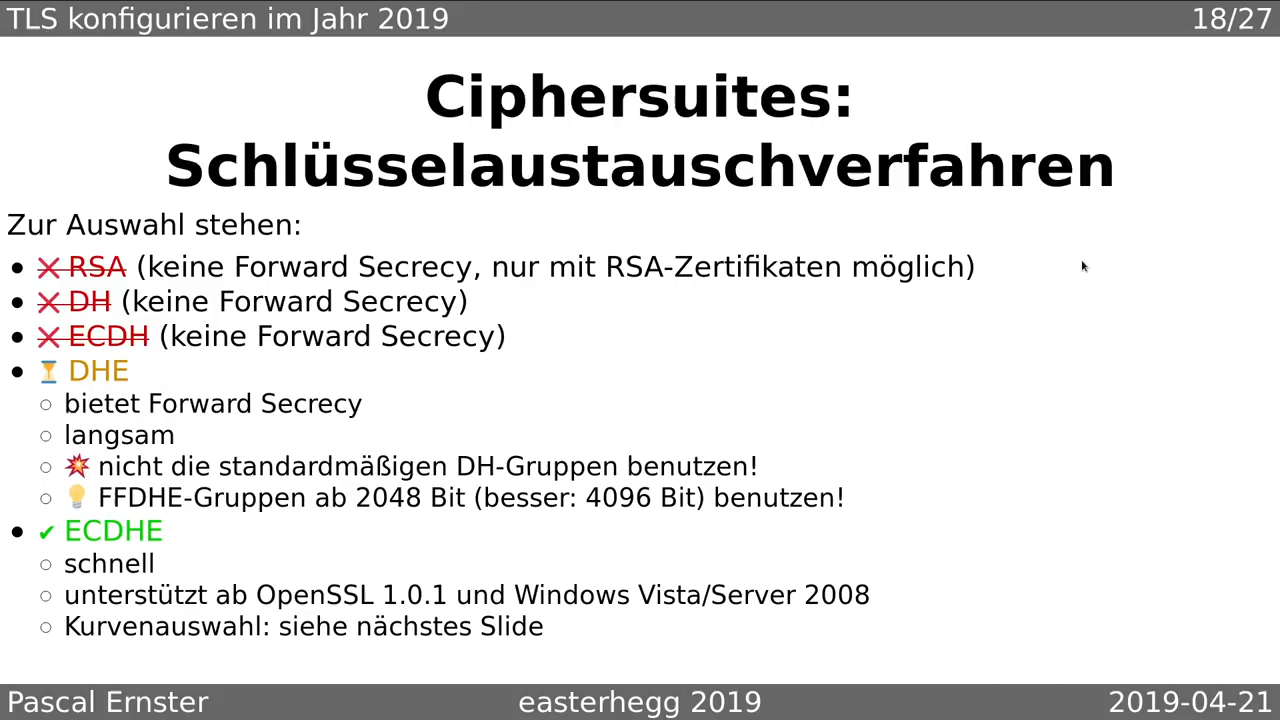 TLS konfigurieren im Jahr 2019 18/27
Ciphersuites:
Schlüsselaustauschverfahren
Zur Auswahl stehen:
• ❌ RSA (keine Forward Secrecy, nur mit RSA-Zertifikaten möglich)
• ❌ DH (keine Forward Secrecy)
• ❌ ECDH (keine Forward Secrecy)
• ⏳ DHE
○ bietet Forward Secrecy
○ langsam
○ 💥 nicht die standardmäßigen DH-Gruppen benutzen!
○ 💡 FFDHE-Gruppen ab 2048 Bit (besser: 4096 Bit) benutzen!
• ✔ ECDHE
○ schnell
○ unterstützt ab OpenSSL 1.0.1 und Windows Vista/Server 2008
○ Kurvenauswahl: siehe nächstes Slide
Pascal Ernster easterhegg 2019 2019-04-21